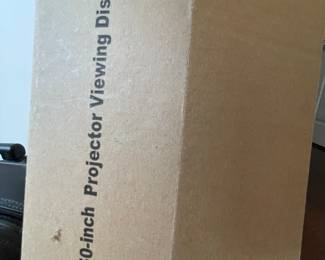 0-inch Projector Viewing Dis